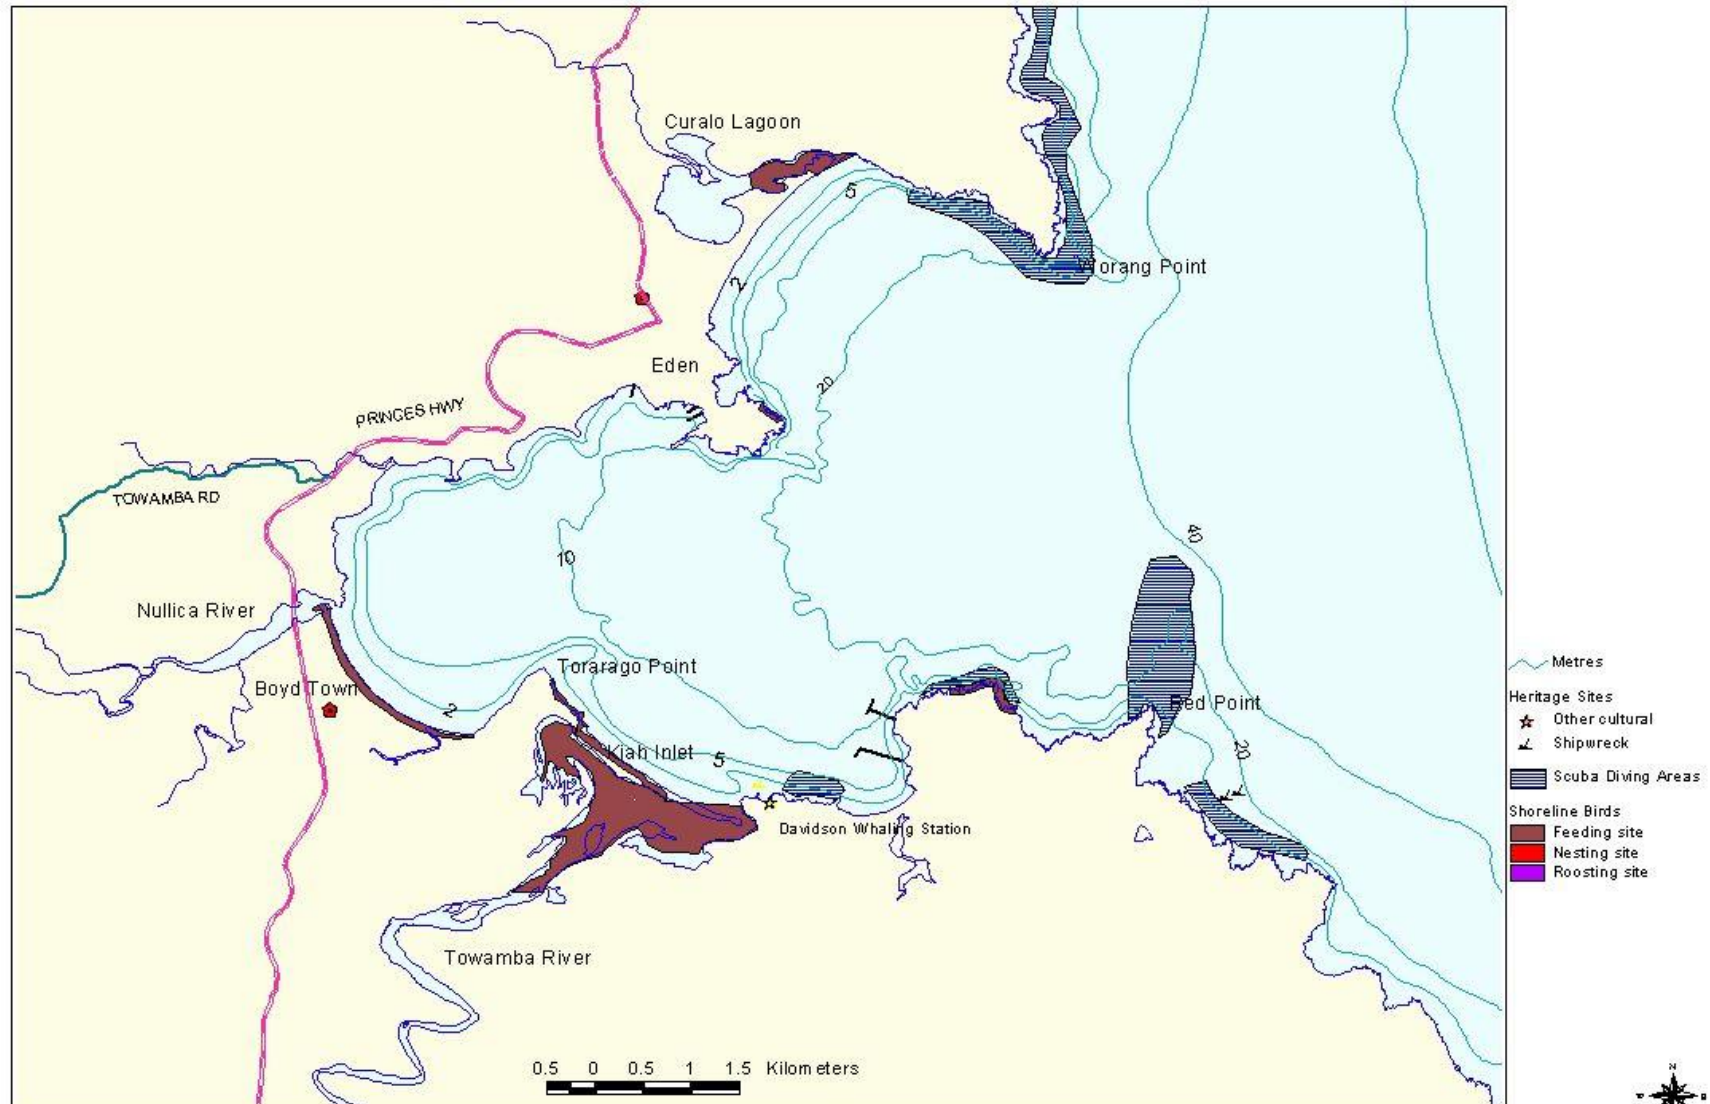 Curalo Lagoon
5
Worang Point
2
Eden
20
PRINCES HWY
TOWAMBA RD
40
10
Nullica River
Torarago Point
Metres
Boyd Town
Heritage Sites
Red Point
2
Other cultural
Kiah Inlet
5
20
Shipwreck
Scuba Diving Areas
Shoreline Birds
Davidson Whaling Station
Feeding site
Nesting site
Roosting site
Towamba River
0.5 0 0.5 1 1.5 Kilometers
N